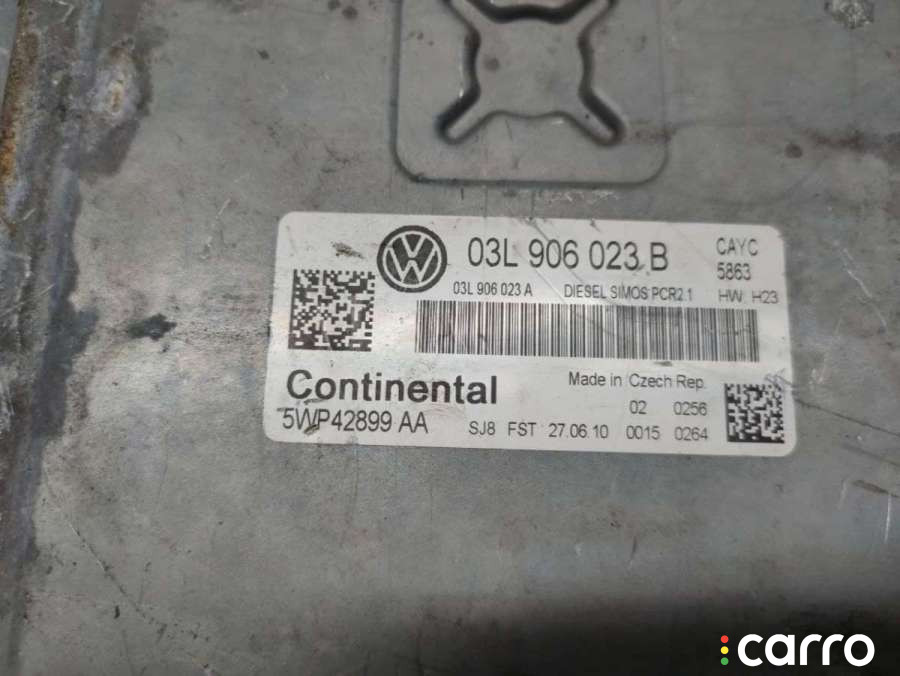 03L 906 023 B
CAYC
5863
03L 906 023 A DIESEL SIMOS PCR2.1 HW: H23
Continental
Made in Czech Rep.
02 0256
5WP42899 AA SJ8 FST 27.06.10 0015 0264
carro